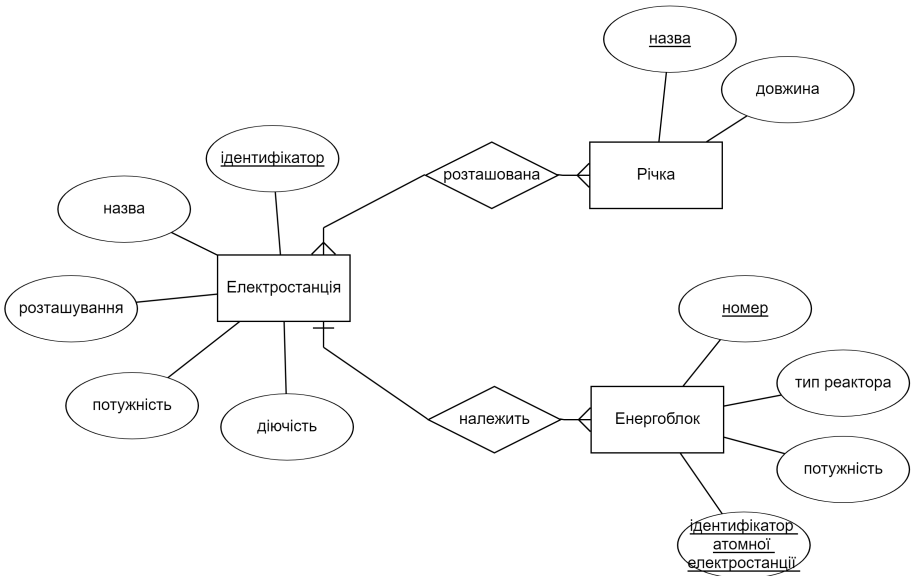 назва
довжина
ідентифікатор
розташована
Річка
назва
Електростанція
розташування
номер
тип реактора
потужність
діючість
належить
Енергоблок
потужність
ідентифікатор
атомної
електростанції